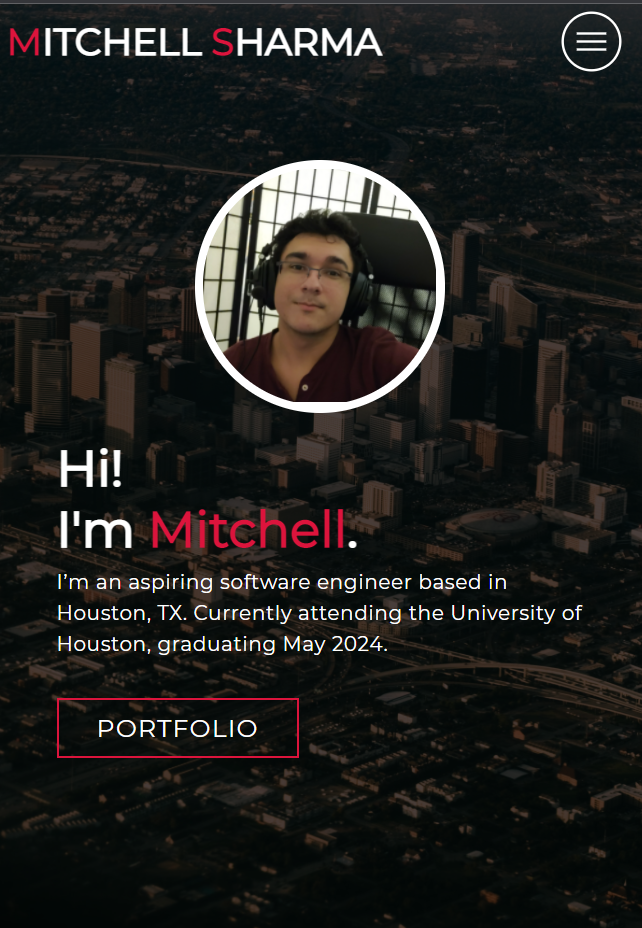 MITCHELL SHARMA
Hi!
I'm Mitchell.
I’m an aspiring software engineer based in
Houston, TX. Currently attending the University of
Houston, graduating May 2024.
PORTFOLIO